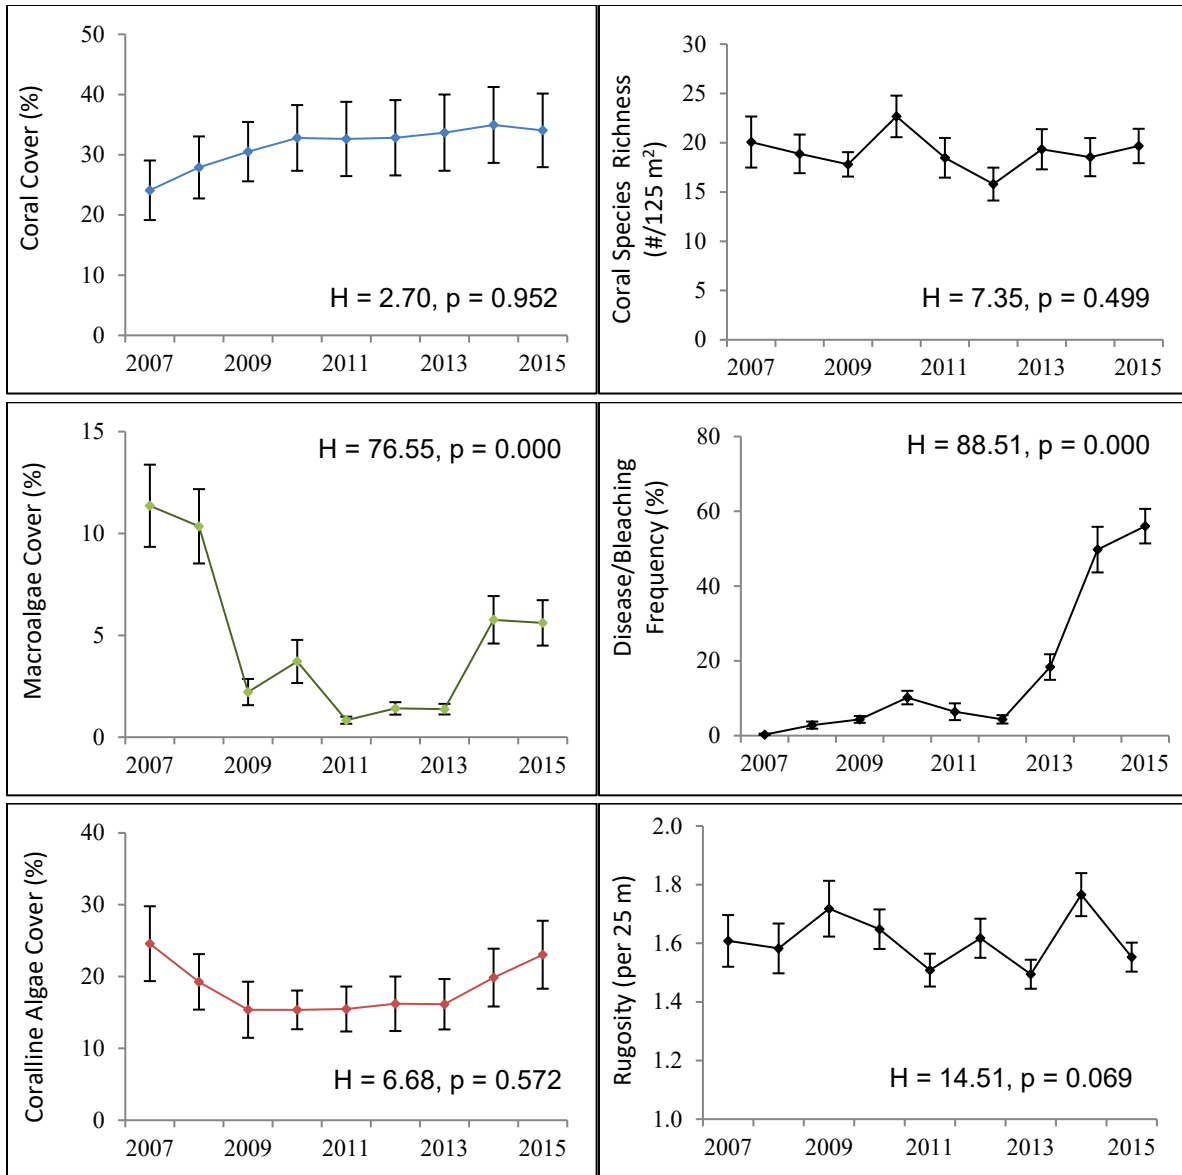 Coral Cover (%)
50
40
30
20
10
0
2007 2009 2011 2013 2015
H = 2.70, p = 0.952
Coral Species Richness
(#/125 m²)
30
25
20
15
10
5
0
2007 2009 2011 2013 2015
H = 7.35, p = 0.499
Macroalgae Cover (%)
15
10
5
0
2007 2009 2011 2013 2015
H = 76.55, p = 0.000
Disease/Bleaching
Frequency (%)
80
60
40
20
0
2007 2009 2011 2013 2015
H = 88.51, p = 0.000
Coralline Algae Cover (%)
40
30
20
10
0
2007 2009 2011 2013 2015
H = 6.68, p = 0.572
Rugosity (per 25 m)
2.0
1.8
1.6
1.4
1.2
1.0
2007 2009 2011 2013 2015
H = 14.51, p = 0.069